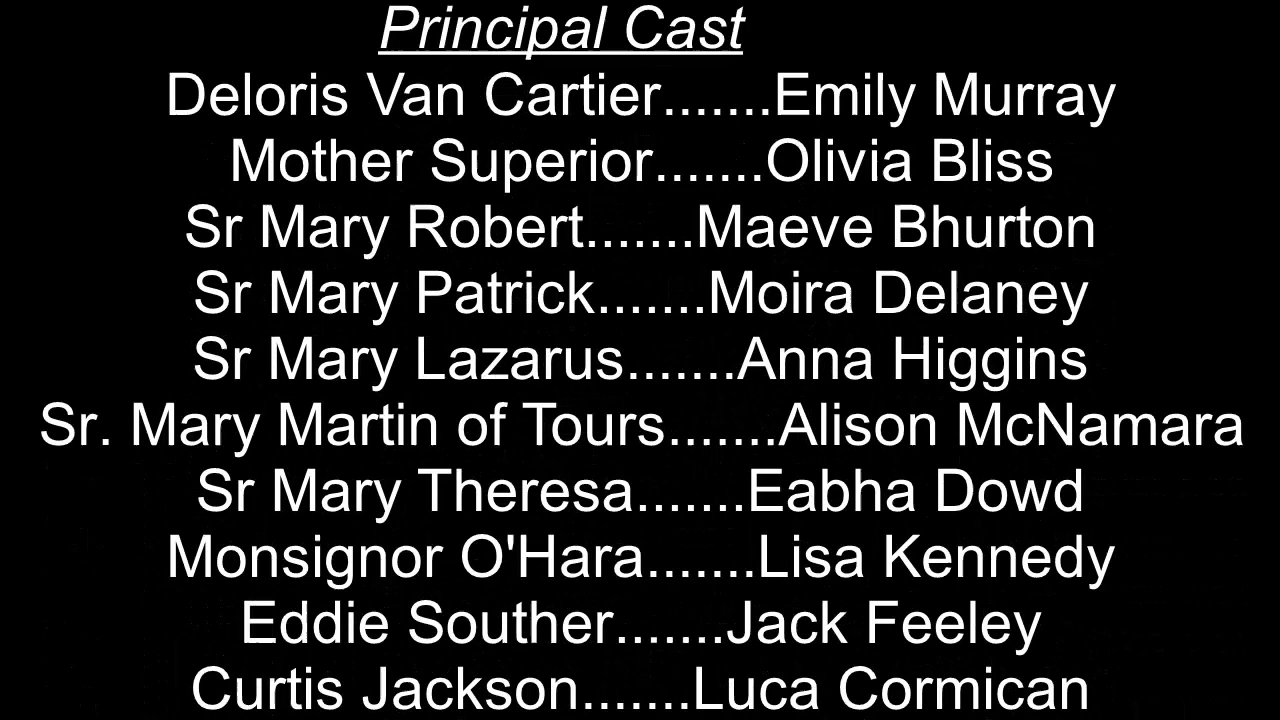 Principal Cast
Deloris Van Cartier.......Emily Murray
Mother Superior.......Olivia Bliss
Sr Mary Robert.......Maeve Bhurton
Sr Mary Patrick.......Moira Delaney
Sr Mary Lazarus.......Anna Higgins
Sr. Mary Martin of Tours.......Alison McNamara
Sr Mary Theresa.......Eabha Dowd
Monsignor O'Hara.......Lisa Kennedy
Eddie Souther.......Jack Feeley
Curtis Jackson.......Luca Cormican